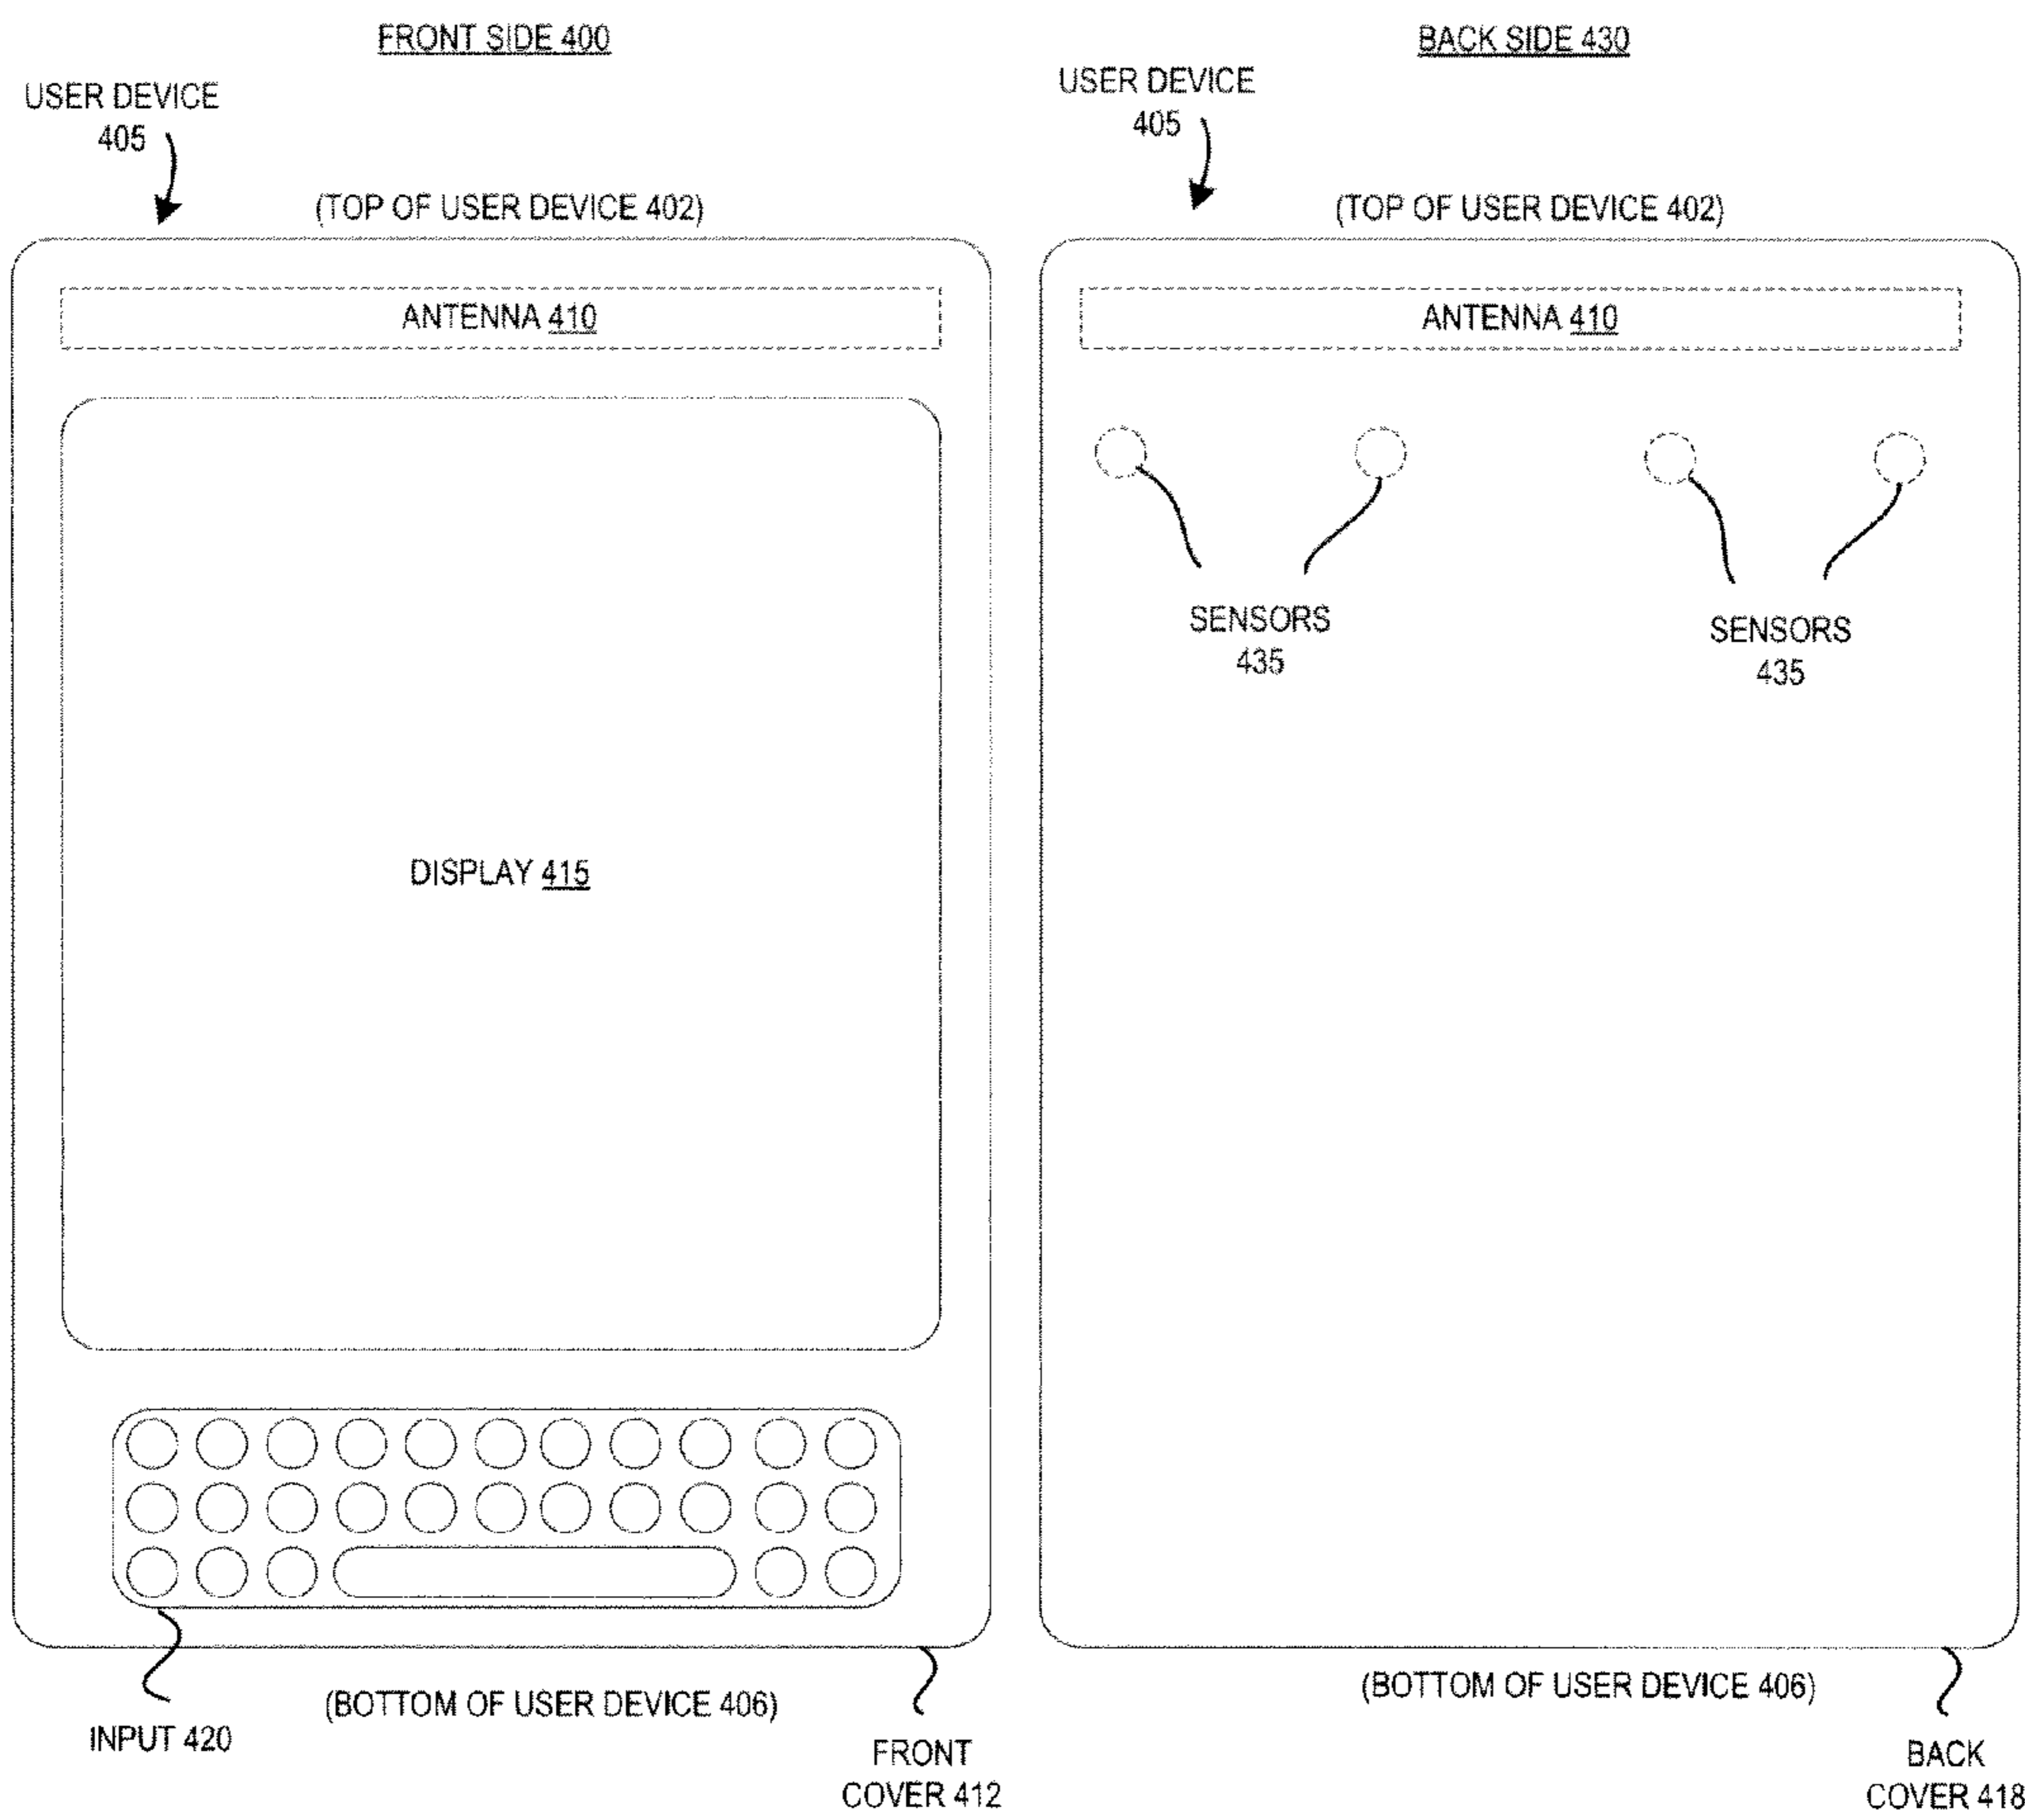 FRONT SIDE 400
USER DEVICE
405
(TOP OF USER DEVICE 402)
ANTENNA 410
DISPLAY 415
INPUT 420
(BOTTOM OF USER DEVICE 406)
FRONT
COVER 412
BACK SIDE 430
USER DEVICE
405
(TOP OF USER DEVICE 402)
ANTENNA 410
SENSORS
435
SENSORS
435
(BOTTOM OF USER DEVICE 406)
BACK
COVER 418